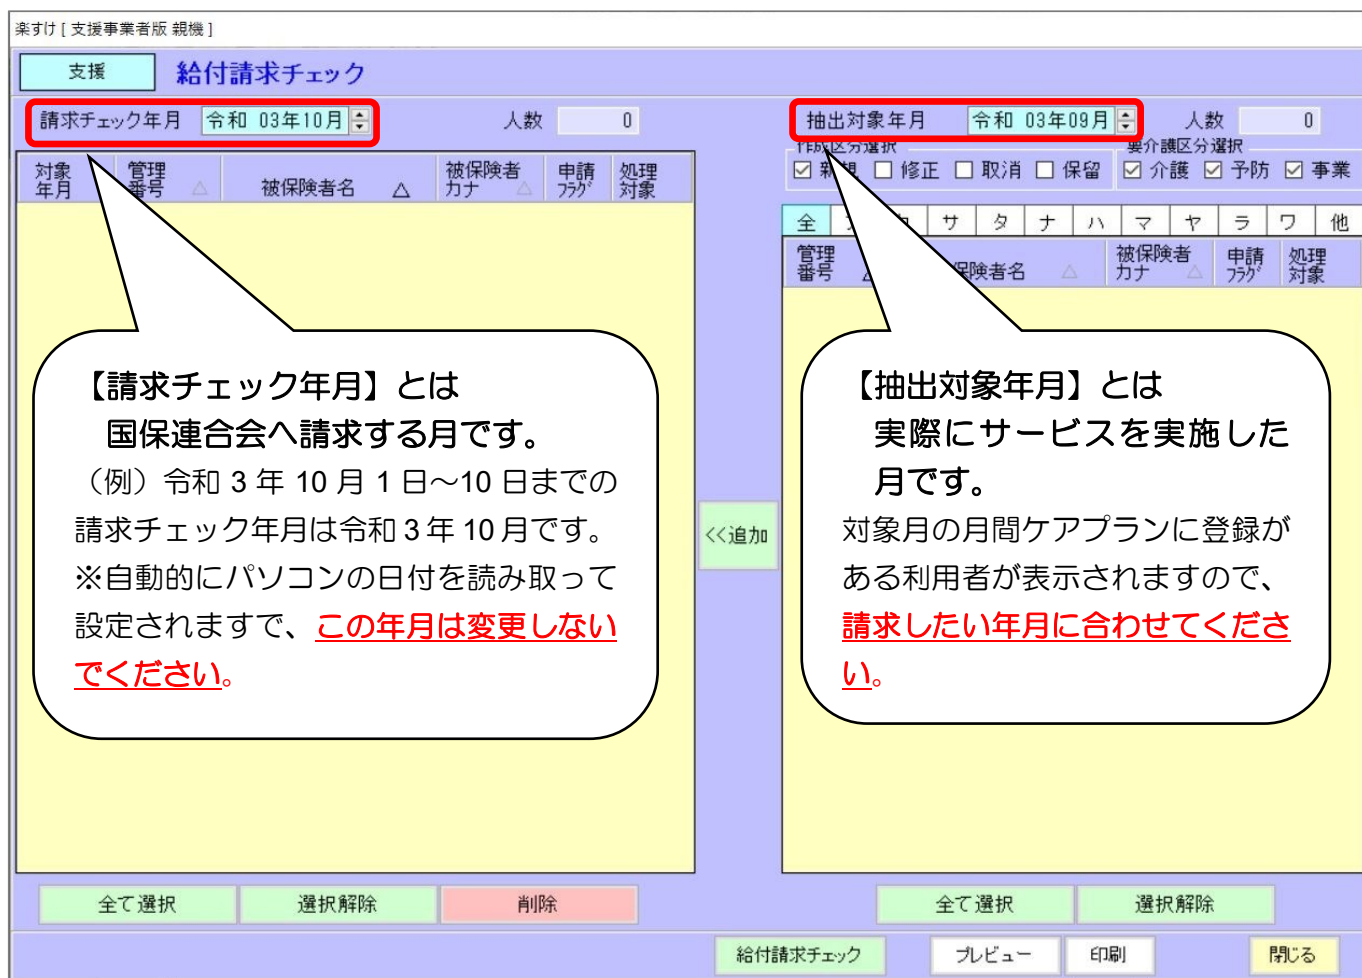 楽すけ [ 支援事業者版 親機 ]
支援
給付請求チェック
請求チェック年月 令和 03年10月
人数 0
対象年月 管理番号 △ 被保険者名 △ 被保険者カナ △ 申請フラグ 処理対象
【請求チェック年月】とは
国保連合会へ請求する月です。
（例）令和 3 年 10 月 1 日～10 日までの
請求チェック年月は令和 3 年 10 月です。
※自動的にパソコンの日付を読み取って
設定されますで、この年月は変更しない
でください。
全て選択 選択解除 削除
<<追加
抽出対象年月 令和 03年09月
人数 0
作成区分選択
新規 修正 取消 保留
要介護区分選択
介護 予防 事業
全 サ タ ナ ハ マ ヤ ラ ワ 他
管理番号 保険者名 △ 被保険者カナ △ 申請フラグ 処理対象
【抽出対象年月】とは
実際にサービスを実施した
月です。
対象月の月間ケアプランに登録が
ある利用者が表示されますので、
請求したい年月に合わせてくださ
い。
全て選択 選択解除
給付請求チェック プレビュー 印刷 閉じる